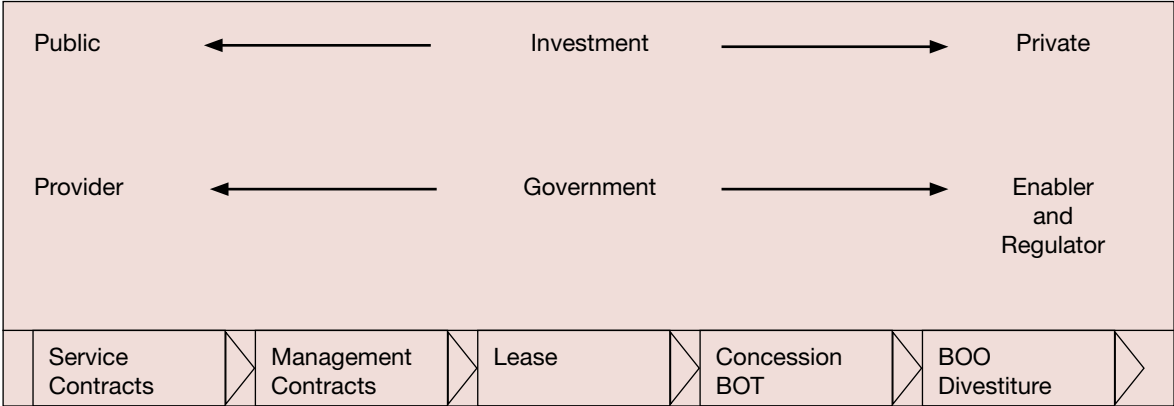 Public Investment Private
Provider Government Enabler
and
Regulator
Service Management Lease Concession BOO
Contracts Contracts BOT Divestiture